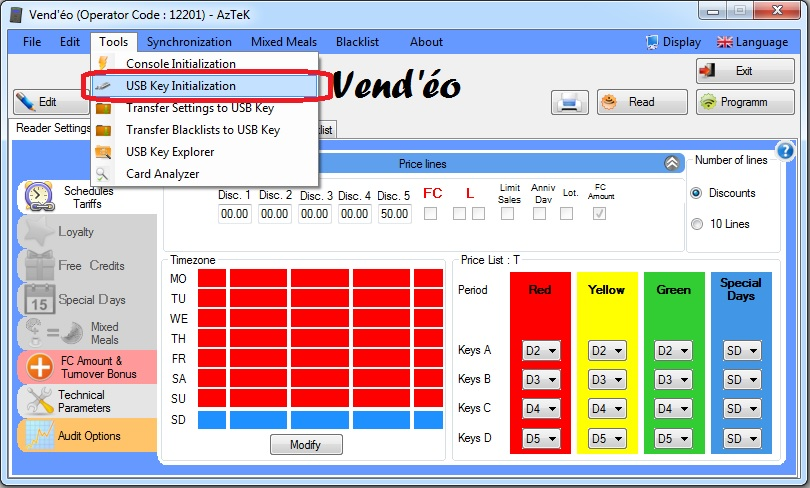 Vend'éo (Operator Code : 12201) - AzTeK
File Edit Tools Synchronization Mixed Meals Blacklist About Display Language
Console Initialization
USB Key Initialization
Transfer Settings to USB Key
Transfer Blacklists to USB Key
USB Key Explorer
Card Analyzer
Vend'éo
Exit
Edit
Read
Programm
Reader Settings
list
Price lines
Number of lines
Discounts
10 Lines
Disc. 1 Disc. 2 Disc. 3 Disc. 4 Disc. 5 FC L Limit Sales Anniv Day Lot. FC Amount
00.00 00.00 00.00 00.00 50.00
Schedules
Tariffs
Loyalty
Free Credits
Special Days
15
Mixed
Meals
FC Amount &
Turnover Bonus
Technical
Parameters
Audit Options
Timezone
MO
TU
WE
TH
FR
SA
SU
SD
Modify
Price List : T
Period Red Yellow Green Special Days
Keys A D2 D2 D2 SD
Keys B D3 D3 D3 SD
Keys C D4 D4 D4 SD
Keys D D5 D5 D5 SD